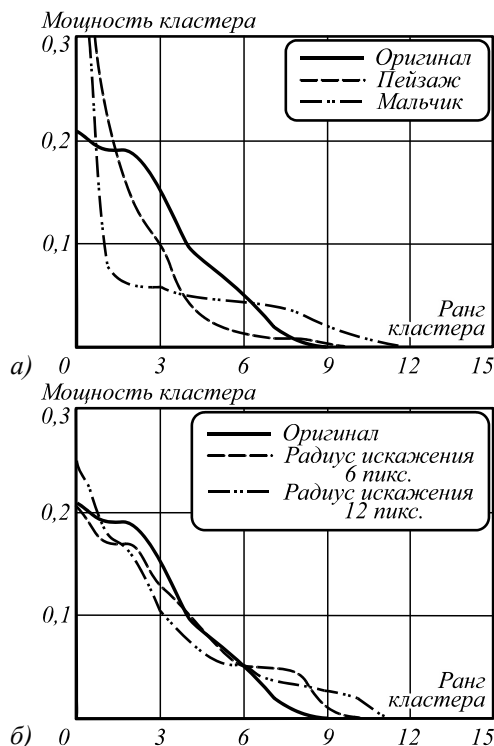 Мощность кластера
0,3
Оригинал
Пейзаж
Мальчик
0,2
0,1
Ранг
кластера
а) 0 3 6 9 12 15
Мощность кластера
0,3
Оригинал
Радиус искажения
6 пикс.
Радиус искажения
12 пикс.
0,2
0,1
Ранг
кластера
б) 0 3 6 9 12 15